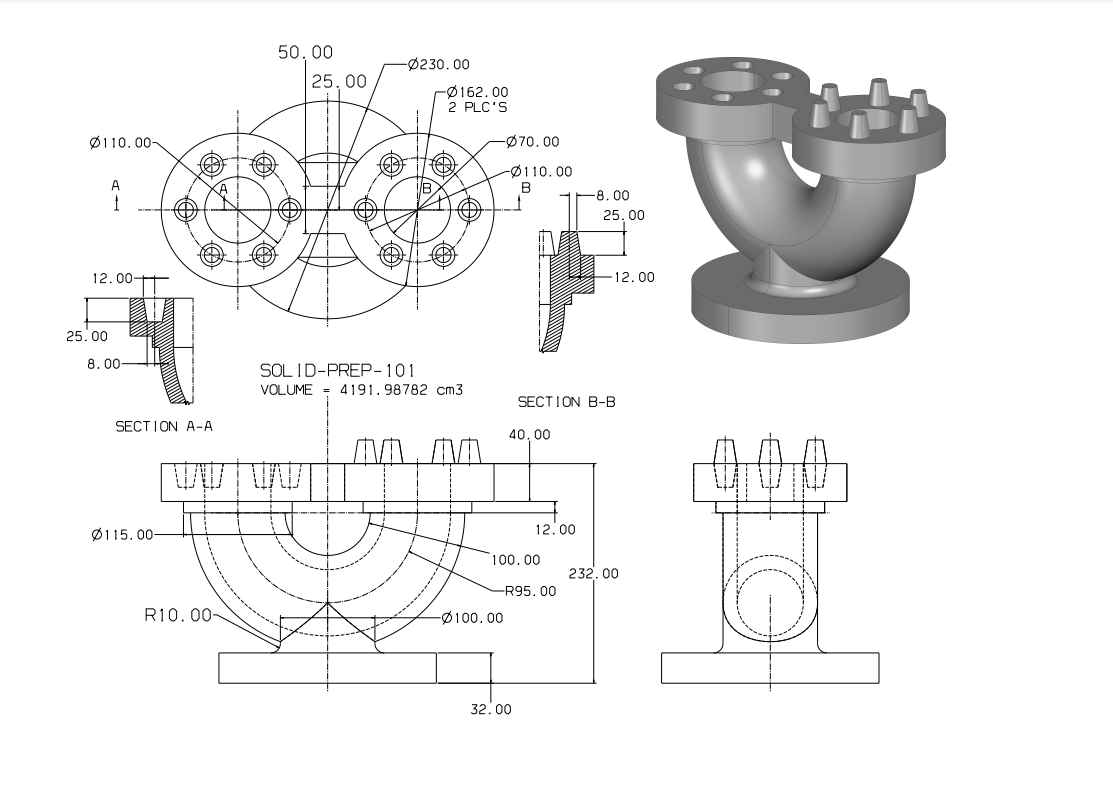 50.00
Ø230.00
25.00
Ø162.00
2 PLC'S
Ø110.00
Ø70.00
Ø110.00
A
A
B
B
8.00
25.00
12.00
12.00
25.00
8.00
SOLID-PREP-101
VOLUME = 4191.98782 cm3
SECTION B-B
SECTION A-A
40.00
Ø115.00
12.00
100.00
232.00
R95.00
R10.00
Ø100.00
32.00